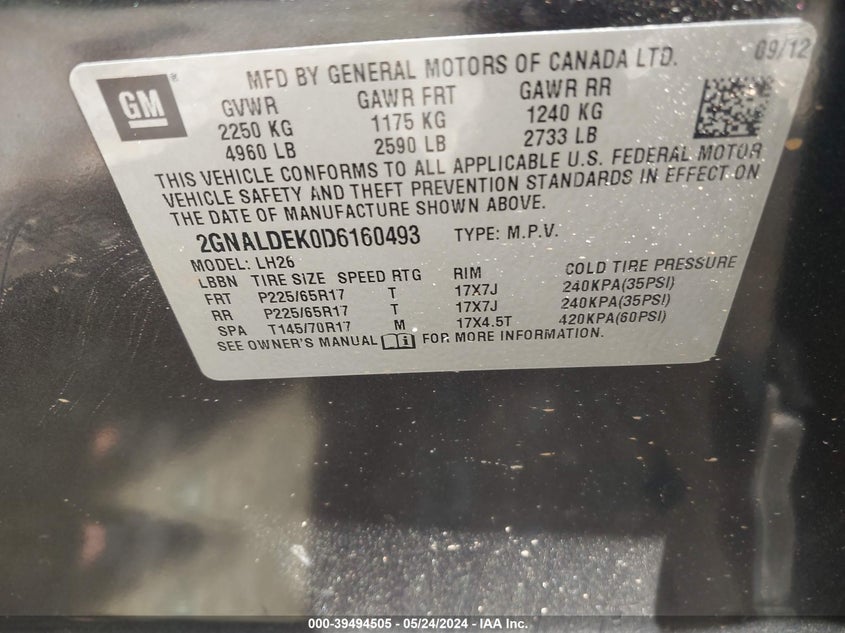 MFD BY GENERAL MOTORS OF CANADA LTD. 09/12
GM®
GVWR GAWR FRT GAWR RR
2250 KG 1175 KG 1240 KG
4960 LB 2590 LB 2733 LB
THIS VEHICLE CONFORMS TO ALL APPLICABLE U.S. FEDERAL MOTOR
VEHICLE SAFETY AND THEFT PREVENTION STANDARDS IN EFFECT ON
THE DATE OF MANUFACTURE SHOWN ABOVE.
2GNALDEK0D6160493 TYPE: M.P.V.
MODEL: LH26
LBBN TIRE SIZE SPEED RTG RIM COLD TIRE PRESSURE
FRT P225/65R17 T 17X7J 240KPA(35PSI)
RR P225/65R17 T 17X7J 240KPA(35PSI)
SPA T145/70R17 M 17X4.5T 420KPA(60PSI)
SEE OWNER'S MANUAL FOR MORE INFORMATION.
000-39494505 - 05/24/2024 - IAA Inc.